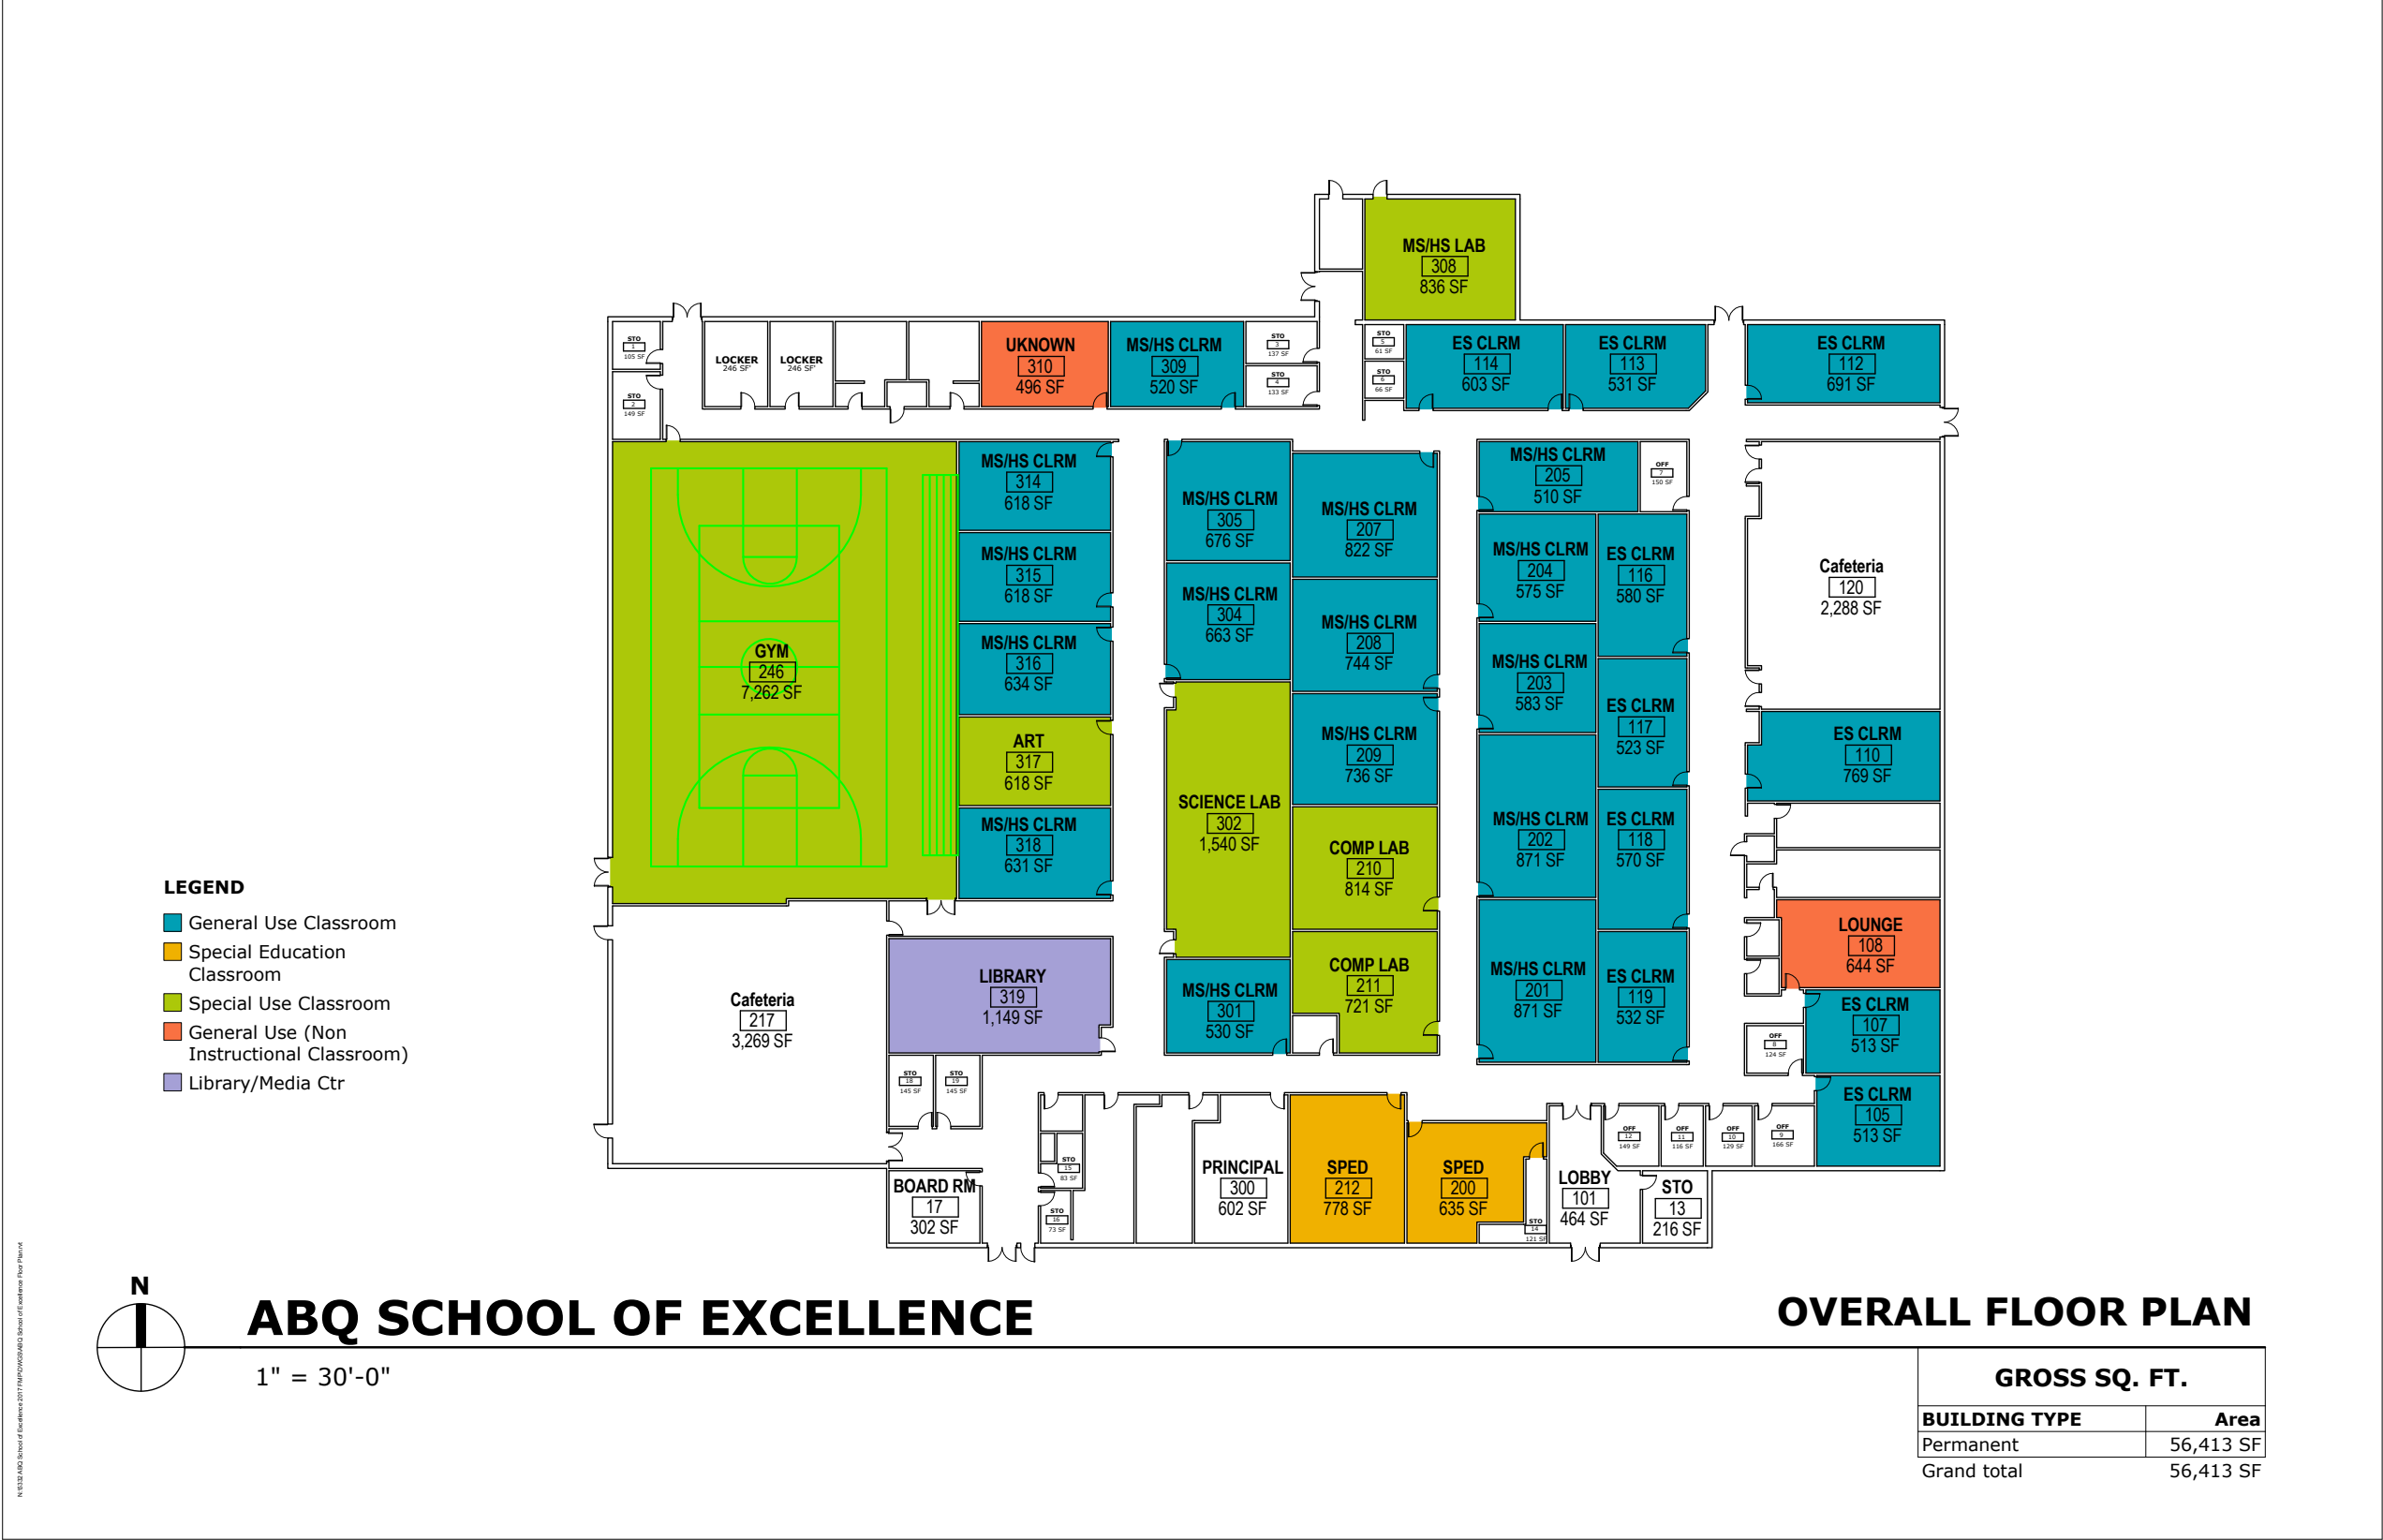 MS/HS LAB
308
836 SF
STO
1
105 SF
LOCKER
246 SF'
LOCKER
246 SF'
UKNOWN
310
496 SF
MS/HS CLRM
309
520 SF
STO
3
137 SF
STO
4
133 SF
STO
5
61 SF
STO
6
66 SF
ES CLRM
114
603 SF
ES CLRM
113
531 SF
ES CLRM
112
691 SF
STO
2
149 SF
MS/HS CLRM
314
618 SF
MS/HS CLRM
315
618 SF
MS/HS CLRM
316
634 SF
ART
317
618 SF
MS/HS CLRM
318
631 SF
GYM
246
7,262 SF
MS/HS CLRM
305
676 SF
MS/HS CLRM
304
663 SF
SCIENCE LAB
302
1,540 SF
MS/HS CLRM
301
530 SF
MS/HS CLRM
207
822 SF
MS/HS CLRM
208
744 SF
MS/HS CLRM
209
736 SF
COMP LAB
210
814 SF
COMP LAB
211
721 SF
MS/HS CLRM
205
510 SF
OFF
7
150 SF
MS/HS CLRM
204
575 SF
MS/HS CLRM
203
583 SF
MS/HS CLRM
202
871 SF
MS/HS CLRM
201
871 SF
ES CLRM
116
580 SF
ES CLRM
117
523 SF
ES CLRM
118
570 SF
ES CLRM
119
532 SF
Cafeteria
120
2,288 SF
ES CLRM
110
769 SF
LOUNGE
108
644 SF
ES CLRM
107
513 SF
OFF
8
124 SF
ES CLRM
105
513 SF
LEGEND
General Use Classroom
Special Education
Classroom
Special Use Classroom
General Use (Non
Instructional Classroom)
Library/Media Ctr
Cafeteria
217
3,269 SF
LIBRARY
319
1,149 SF
STO
18
145 SF
STO
19
145 SF
BOARD RM
17
302 SF
STO
15
83 SF
STO
16
73 SF
PRINCIPAL
300
602 SF
SPED
212
778 SF
SPED
200
635 SF
STO
14
121 SF
LOBBY
101
464 SF
OFF
12
149 SF
OFF
11
116 SF
OFF
10
129 SF
OFF
9
166 SF
STO
13
216 SF
N
ABQ SCHOOL OF EXCELLENCE
1" = 30'-0"
OVERALL FLOOR PLAN
GROSS SQ. FT.
BUILDING TYPE Area
Permanent 56,413 SF
Grand total 56,413 SF